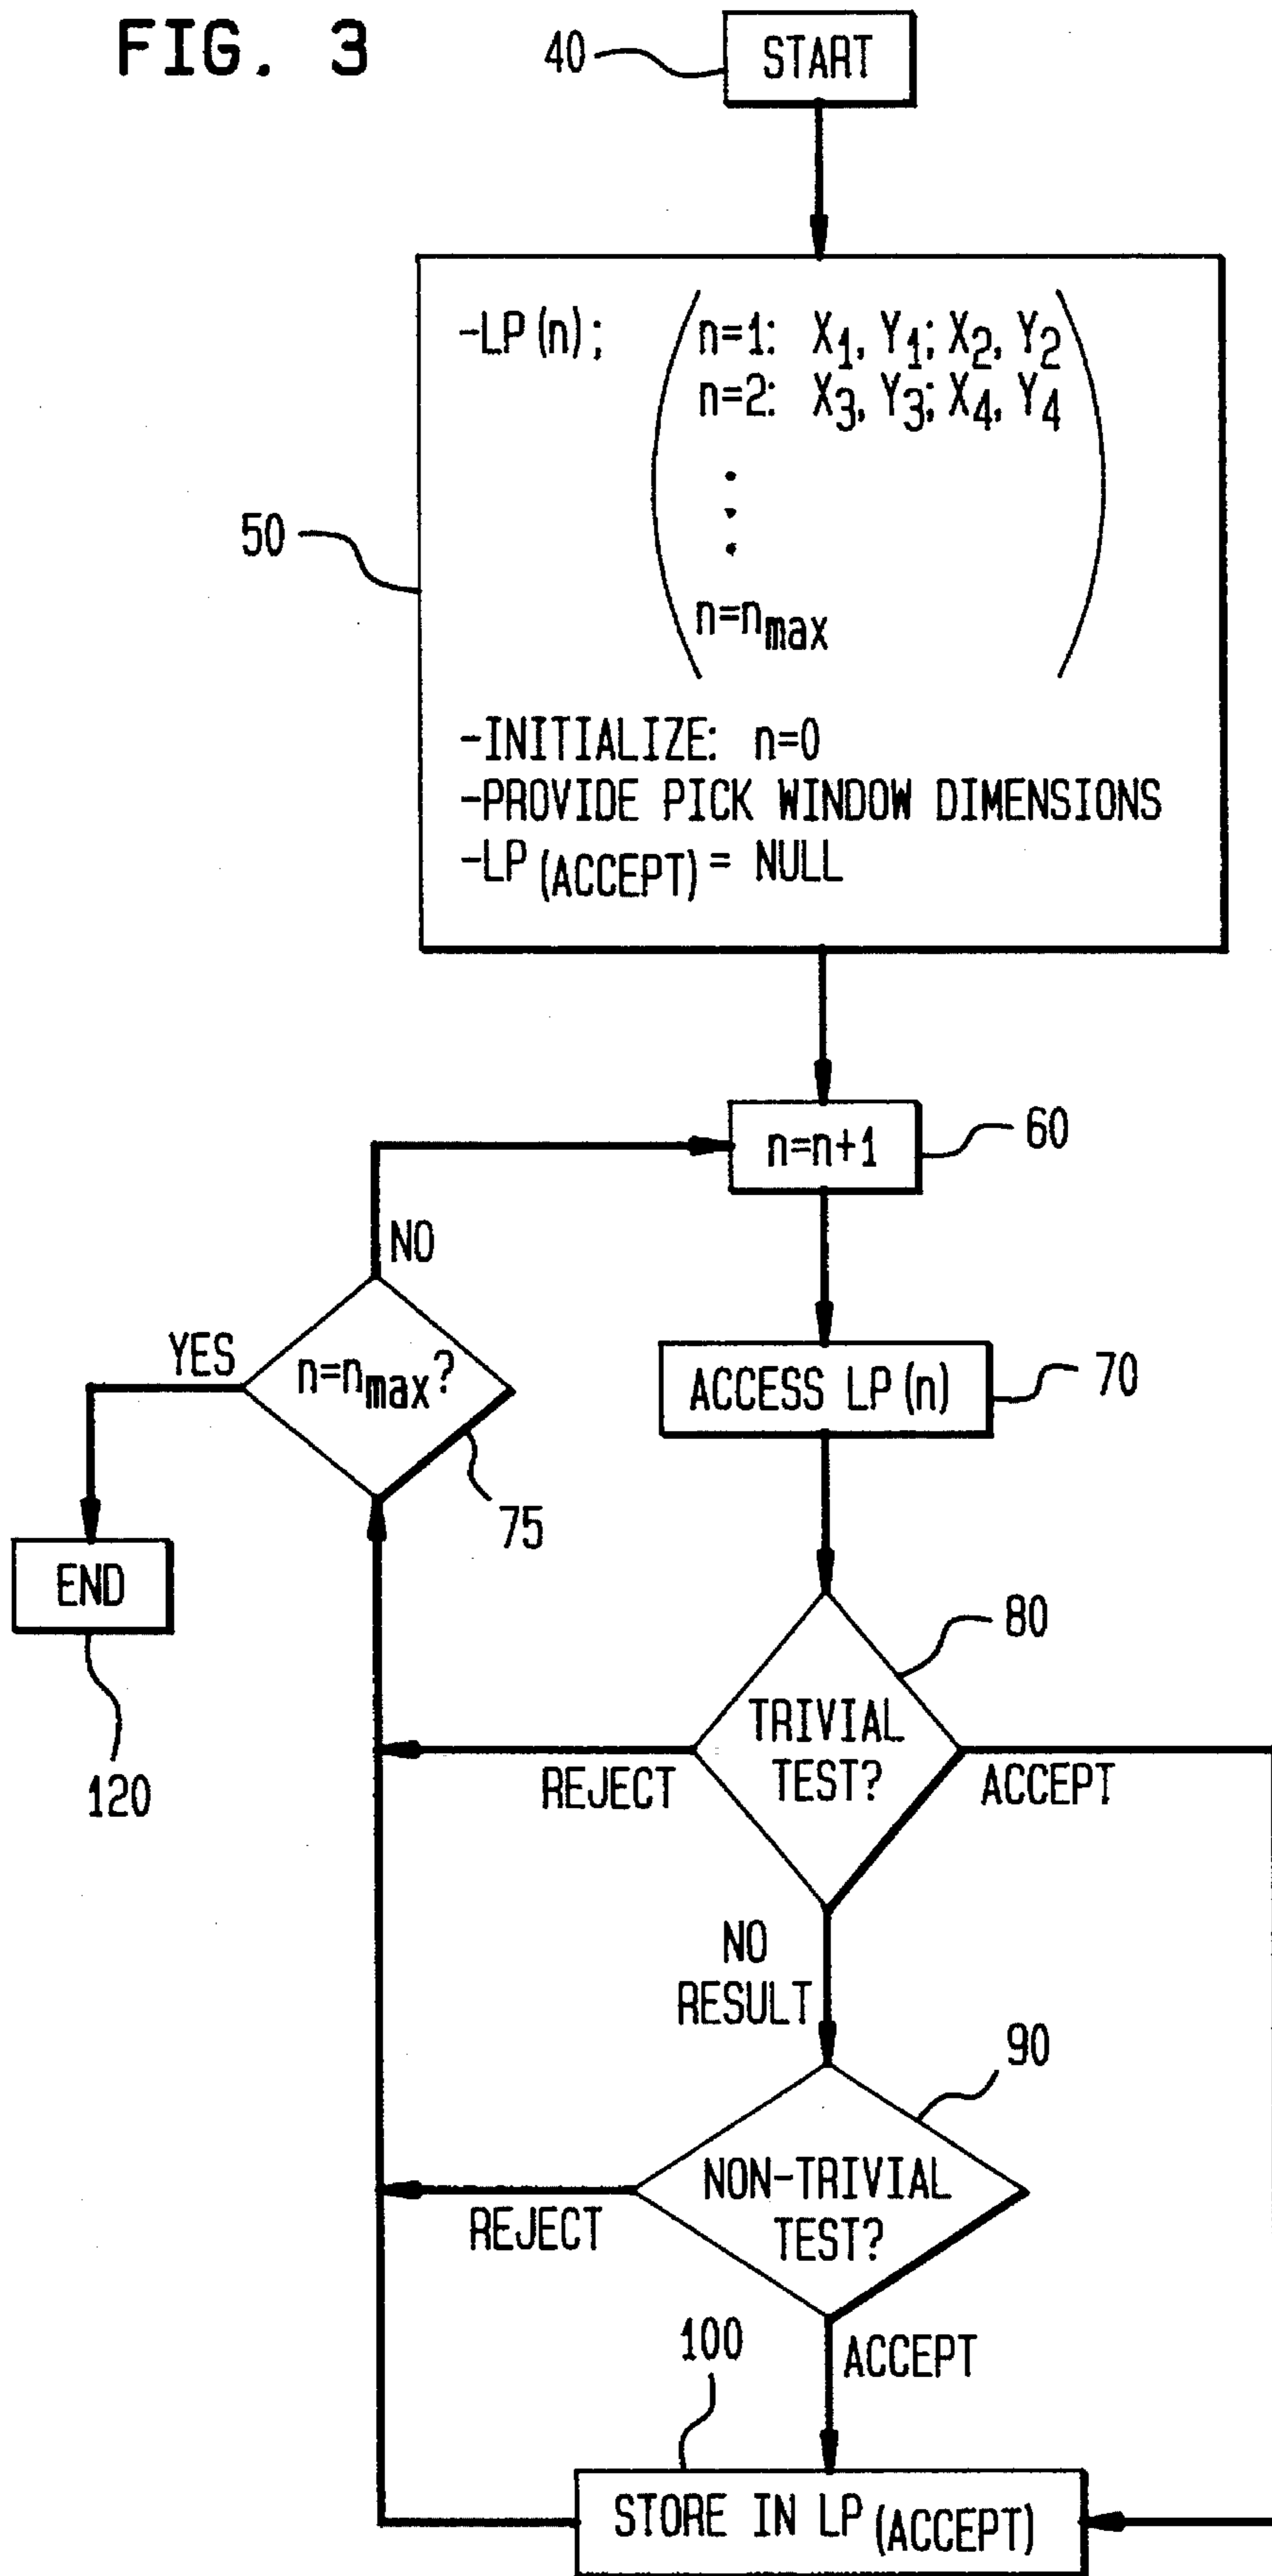 FIG. 3
40
START
-LP(n);
n=1: X1, Y1; X2, Y2
n=2: X3, Y3; X4, Y4
.
.
.
n=nmax
50
-INITIALIZE: n=0
-PROVIDE PICK WINDOW DIMENSIONS
-LP(ACCEPT) = NULL
n=n+1
60
NO
YES
n=nmax?
75
ACCESS LP(n)
70
END
120
80
TRIVIAL
TEST?
REJECT
ACCEPT
NO
RESULT
90
NON-TRIVIAL
TEST?
REJECT
ACCEPT
100
STORE IN LP(ACCEPT)